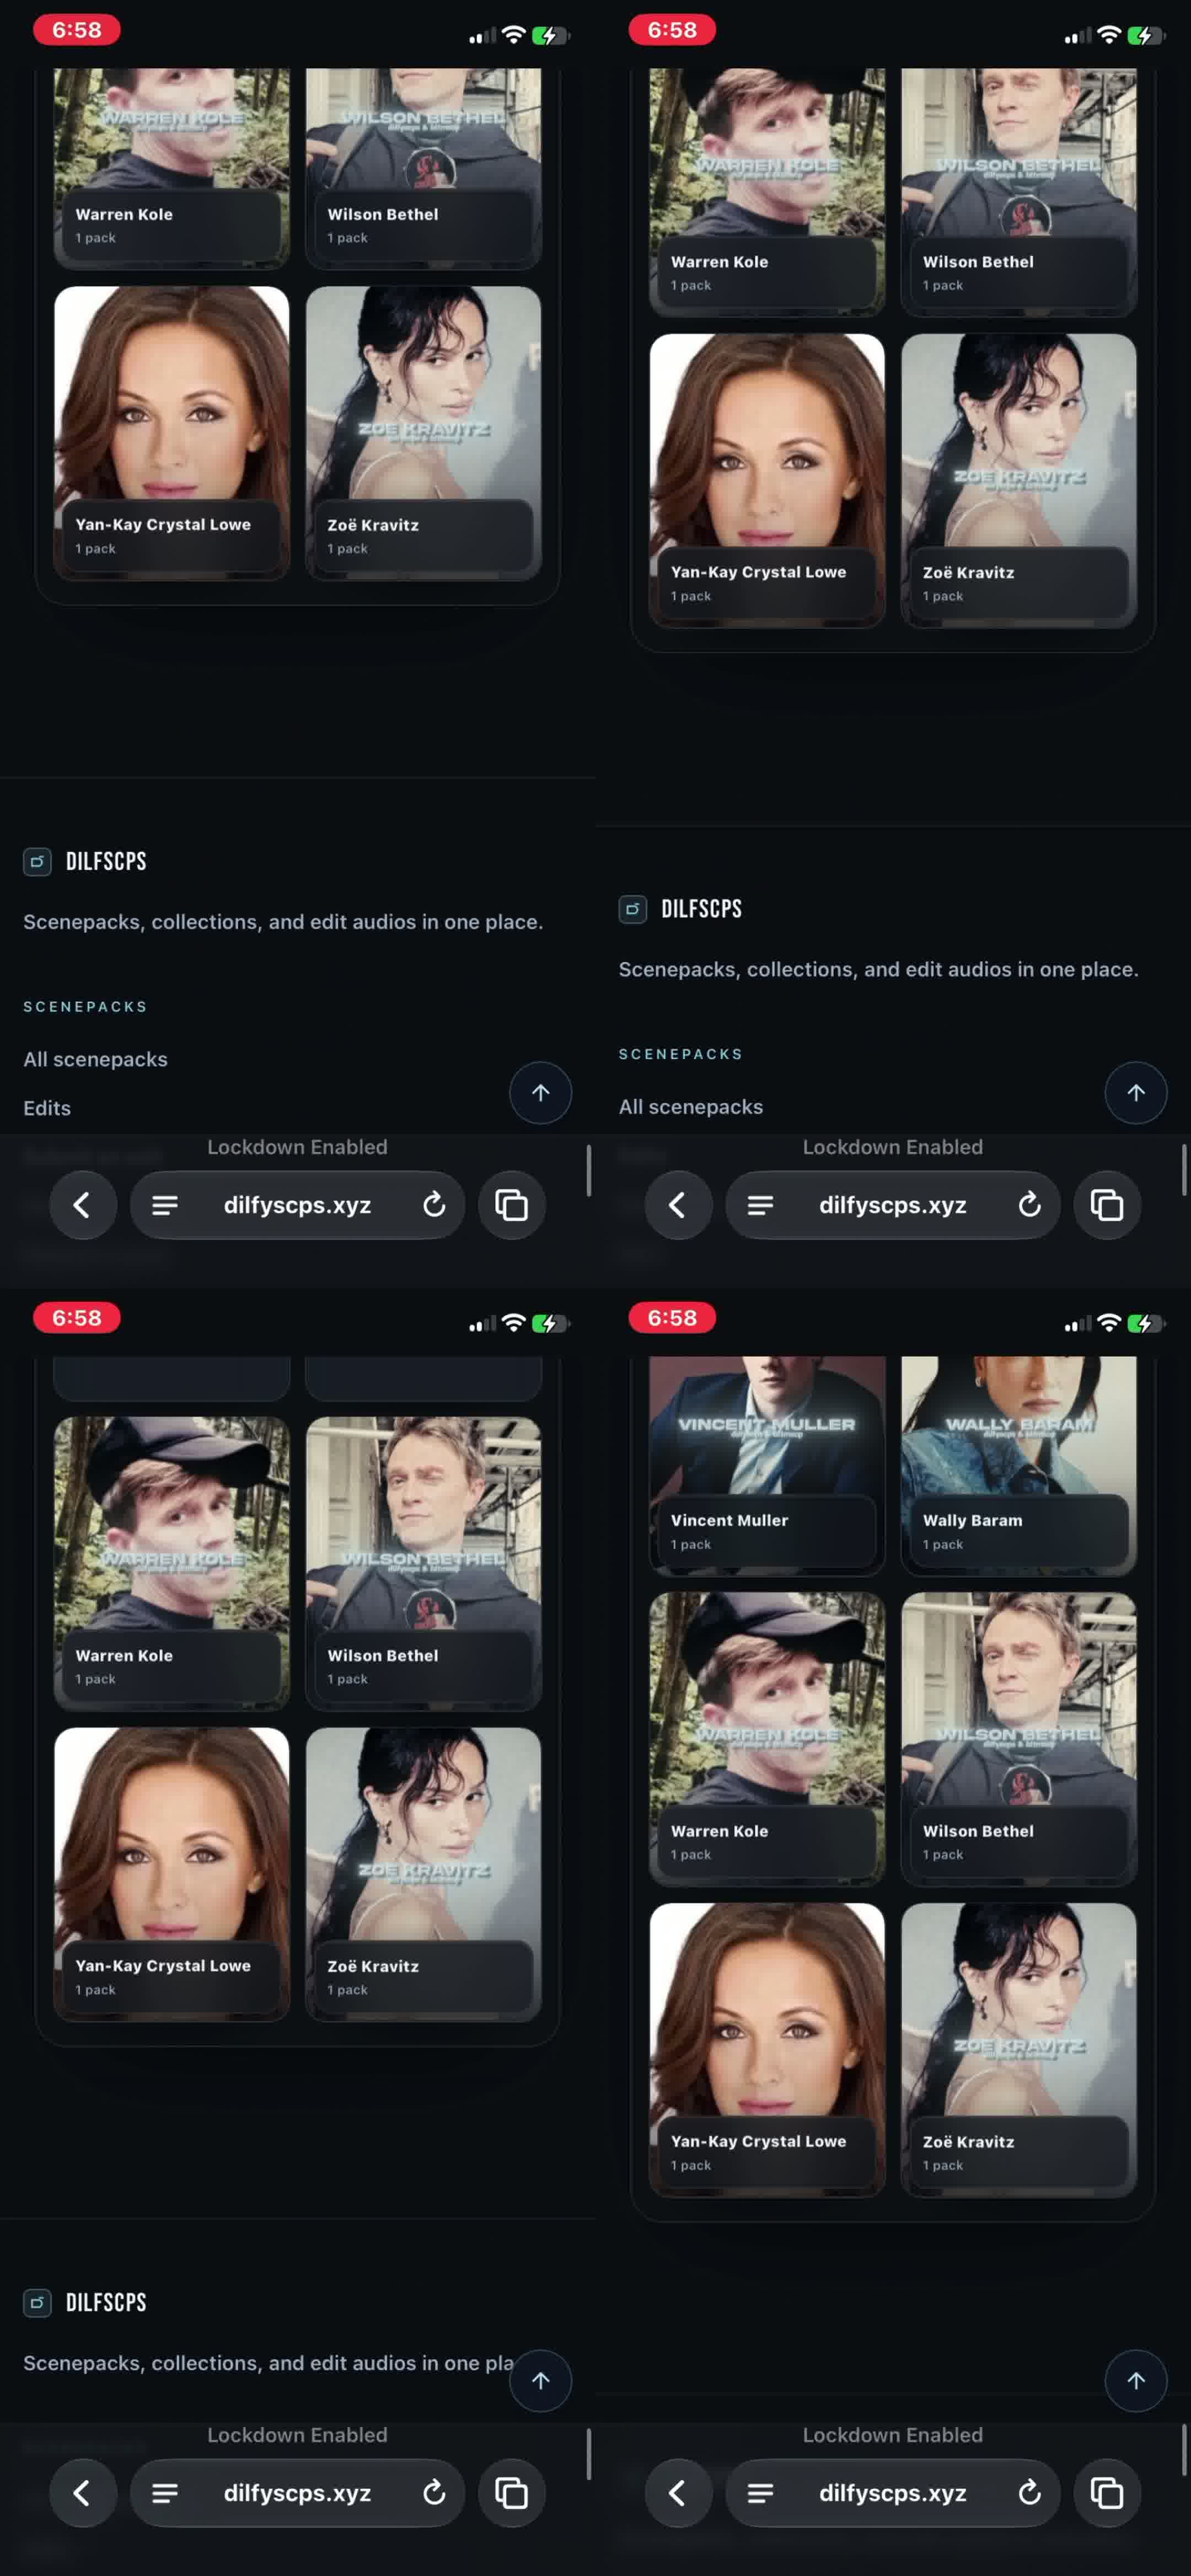 6:58
WARREN KOLE
dilfyscps & bltzmcp
WILSON BETHEL
Warren Kole
1 pack
Wilson Bethel
1 pack
ZOË KRAVITZ
Yan-Kay Crystal Lowe
1 pack
Zoë Kravitz
1 pack
DILFSCPS
Scenepacks, collections, and edit audios in one place.
SCENEPACKS
All scenepacks
Edits
Lockdown Enabled
dilfyscps.xyz
6:58
WARREN KOLE
WILSON BETHEL
Warren Kole
1 pack
Wilson Bethel
1 pack
ZOË KRAVITZ
Yan-Kay Crystal Lowe
1 pack
Zoë Kravitz
1 pack
DILFSCPS
Scenepacks, collections, and edit audios in one place.
SCENEPACKS
All scenepacks
Lockdown Enabled
dilfyscps.xyz
6:58
WARREN KOLE
WILSON BETHEL
Warren Kole
1 pack
Wilson Bethel
1 pack
ZOË KRAVITZ
Yan-Kay Crystal Lowe
1 pack
Zoë Kravitz
1 pack
DILFSCPS
Scenepacks, collections, and edit audios in one pla
Lockdown Enabled
dilfyscps.xyz
6:58
VINCENT MULLER
WALLY BARAM
Vincent Muller
1 pack
Wally Baram
1 pack
WARREN KOLE
WILSON BETHEL
Warren Kole
1 pack
Wilson Bethel
1 pack
ZOË KRAVITZ
Yan-Kay Crystal Lowe
1 pack
Zoë Kravitz
1 pack
Lockdown Enabled
dilfyscps.xyz